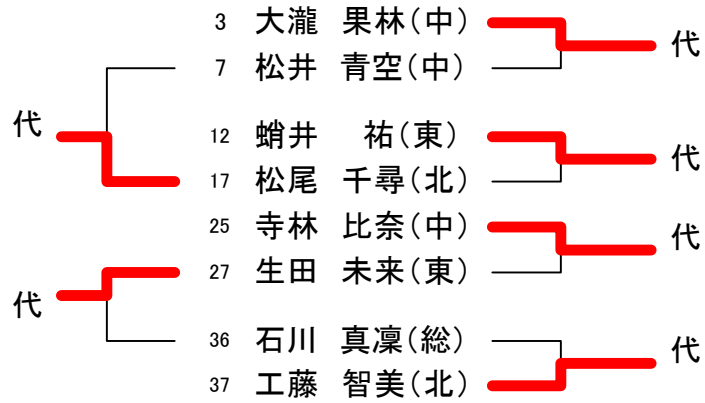 3 大瀧 果林(中) 代
7 松井 青空(中)
代
12 蛸井 祐(東) 代
17 松尾 千尋(北)
25 寺林 比奈(中) 代
27 生田 未来(東)
代
36 石川 真凜(総)
37 工藤 智美(北) 代